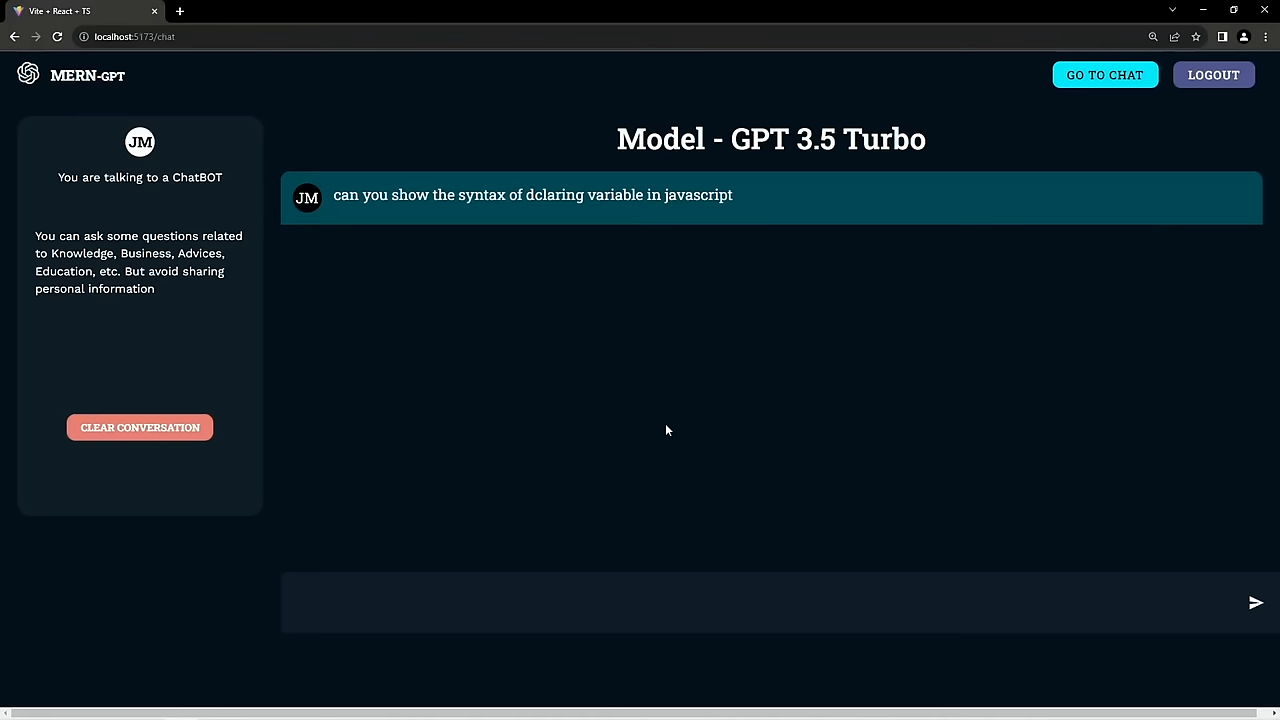 Vite + React + TS
localhost:5173/chat
MERN-GPT
GO TO CHAT
LOGOUT
JM
You are talking to a ChatBOT
You can ask some questions related
to Knowledge, Business, Advices,
Education, etc. But avoid sharing
personal information
CLEAR CONVERSATION
Model - GPT 3.5 Turbo
JM
can you show the syntax of dclaring variable in javascript